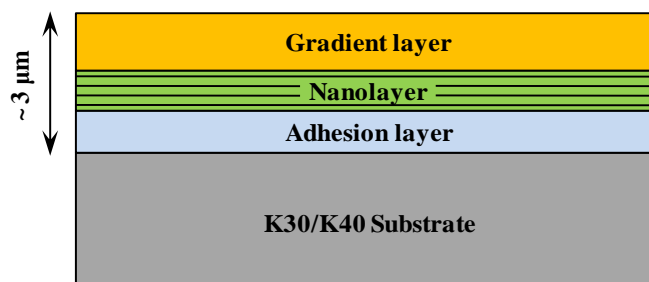 Gradient layer
Nanolayer
Adhesion layer
~ 3 μm
K30/K40 Substrate